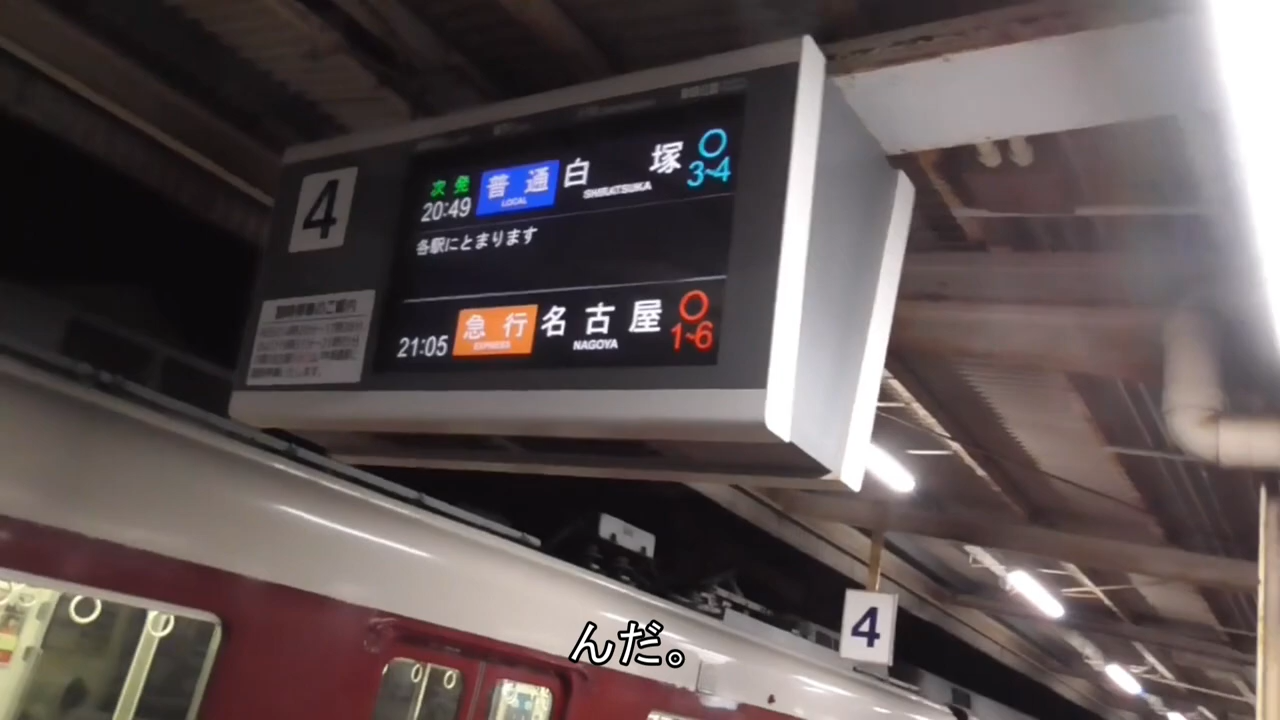 4
次発 普通 白塚 ○
LOCAL SHIRATSUKA
20:49 3~4
各駅にとまります
21:05 急行 名古屋 ○
EXPRESS NAGOYA 1~6
4
んだ。